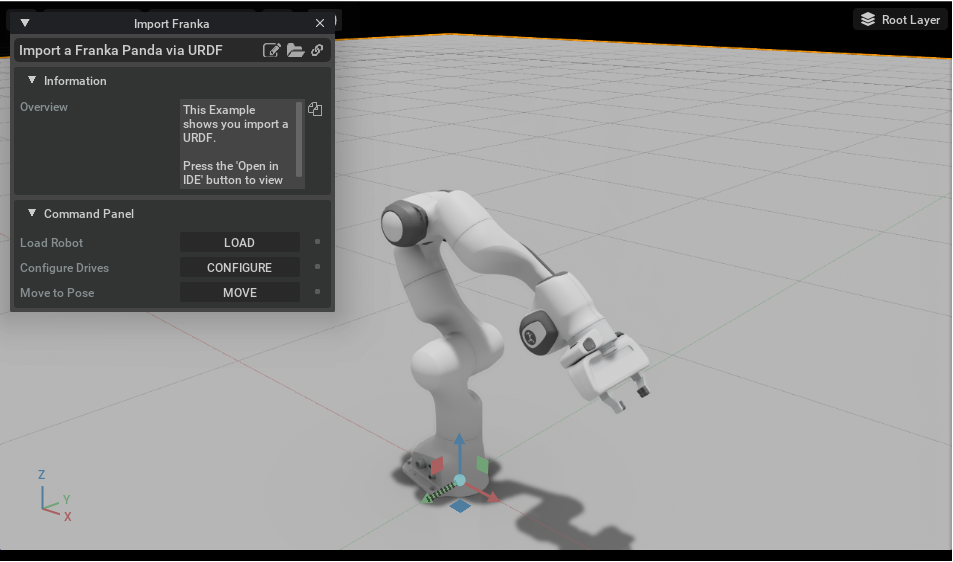 Import Franka
Root Layer
Import a Franka Panda via URDF
Information
Overview
This Example
shows you import a
URDF.
Press the 'Open in
IDE' button to view
Command Panel
Load Robot
LOAD
Configure Drives
CONFIGURE
Move to Pose
MOVE
Z
Y
X